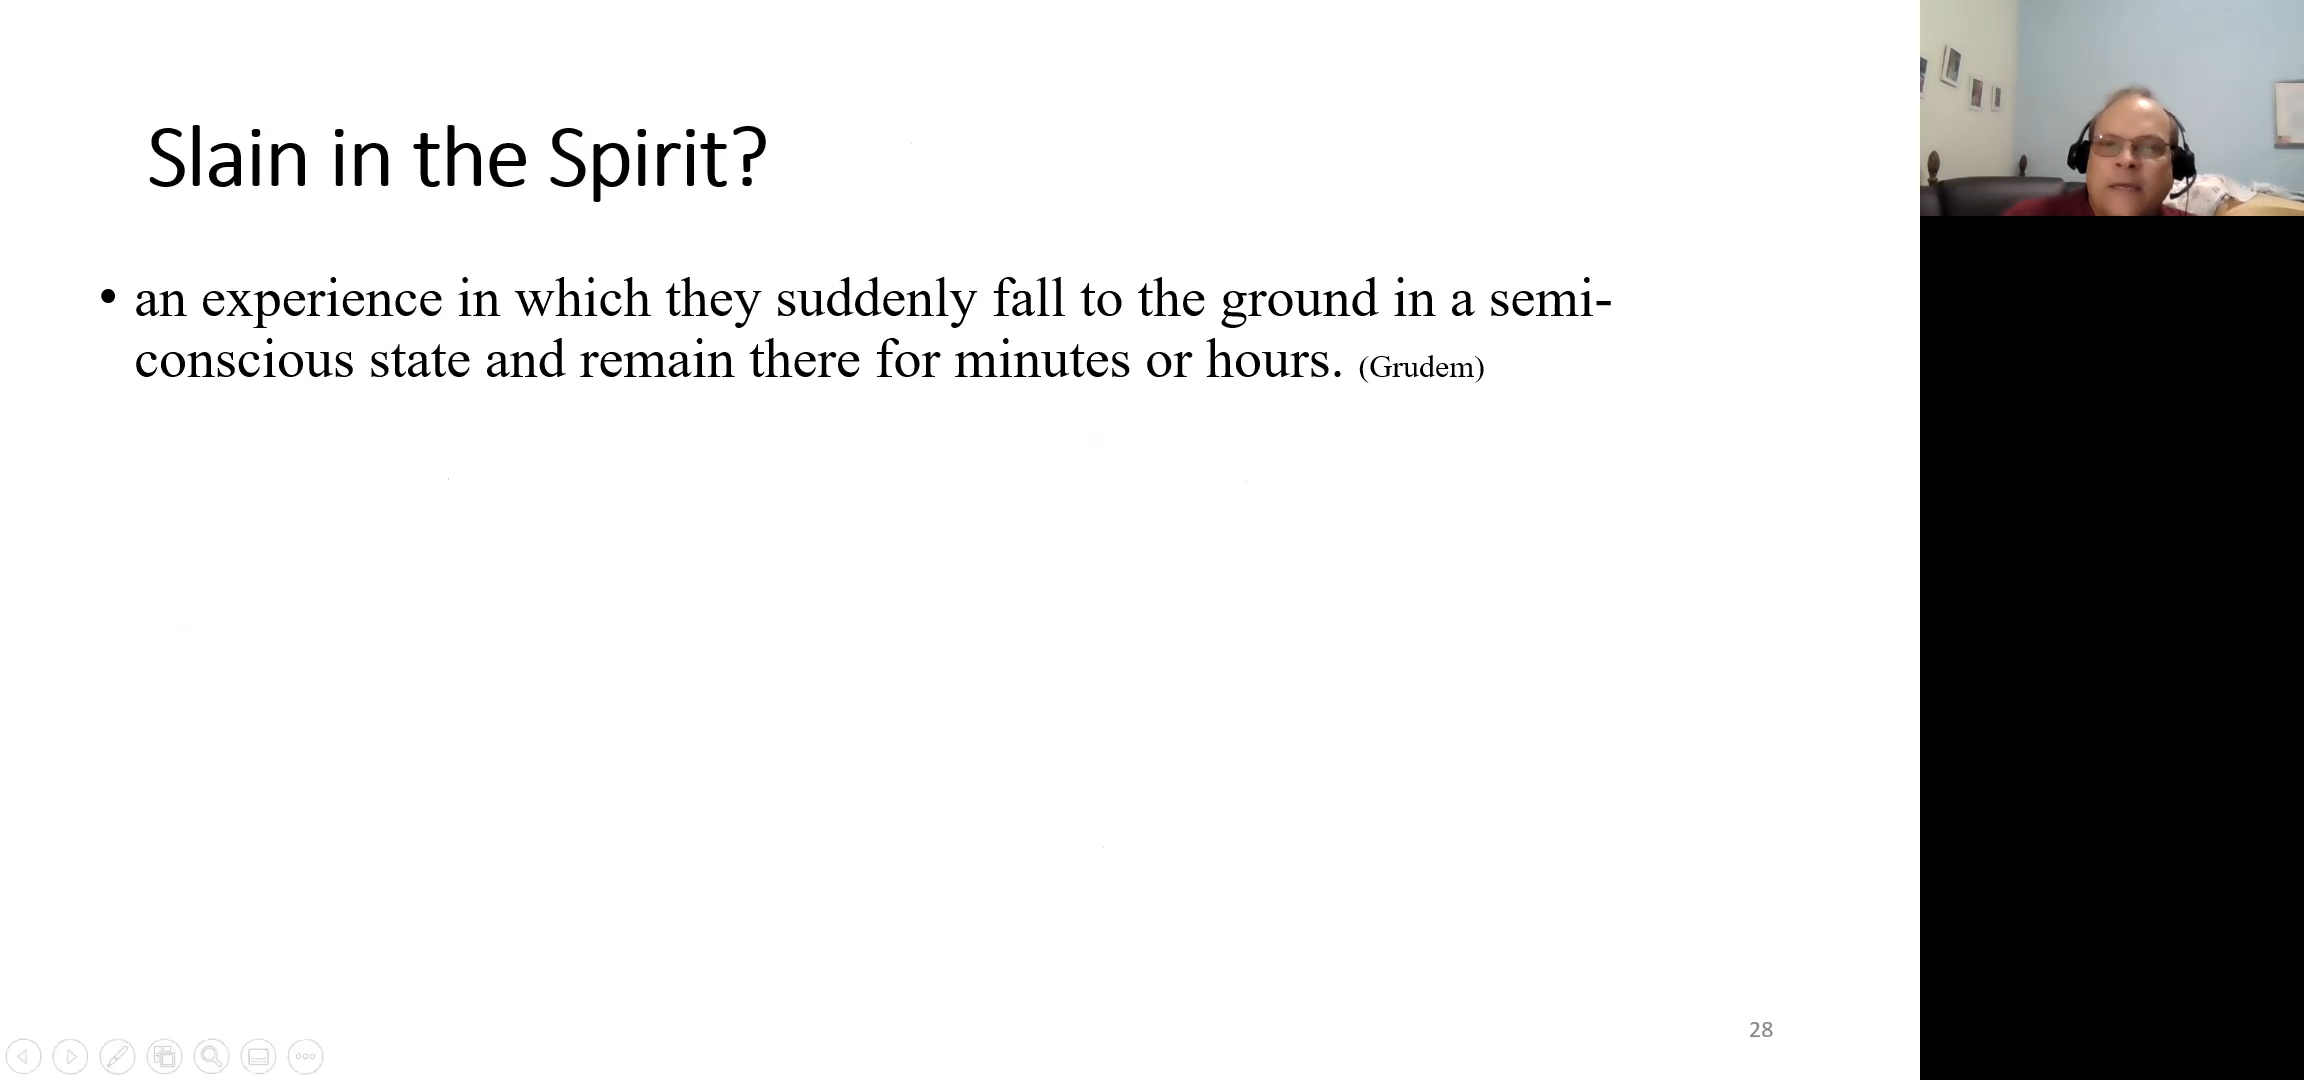 Slain in the Spirit?
• an experience in which they suddenly fall to the ground in a semi-
conscious state and remain there for minutes or hours. (Grudem)
28